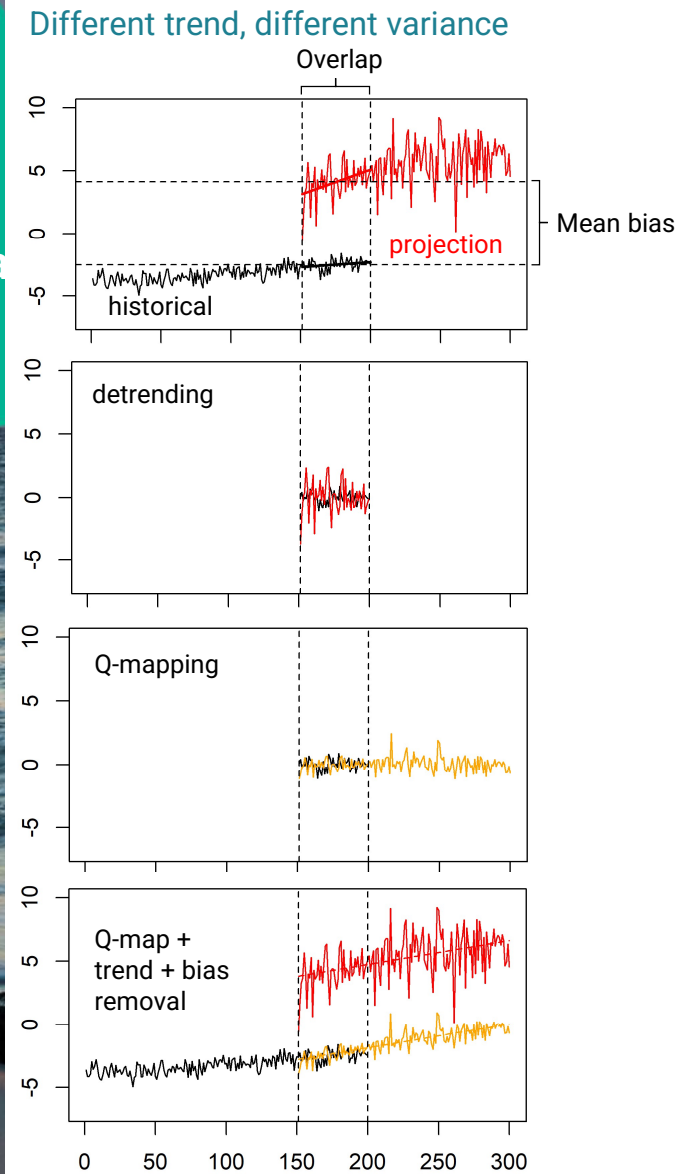 Different trend, different variance
Overlap
10
5
0
-5
projection
historical
Mean bias
10
5
0
-5
detrending
10
5
0
-5
Q-mapping
10
5
0
-5
Q-map +
trend + bias
removal
0 50 100 150 200 250 300